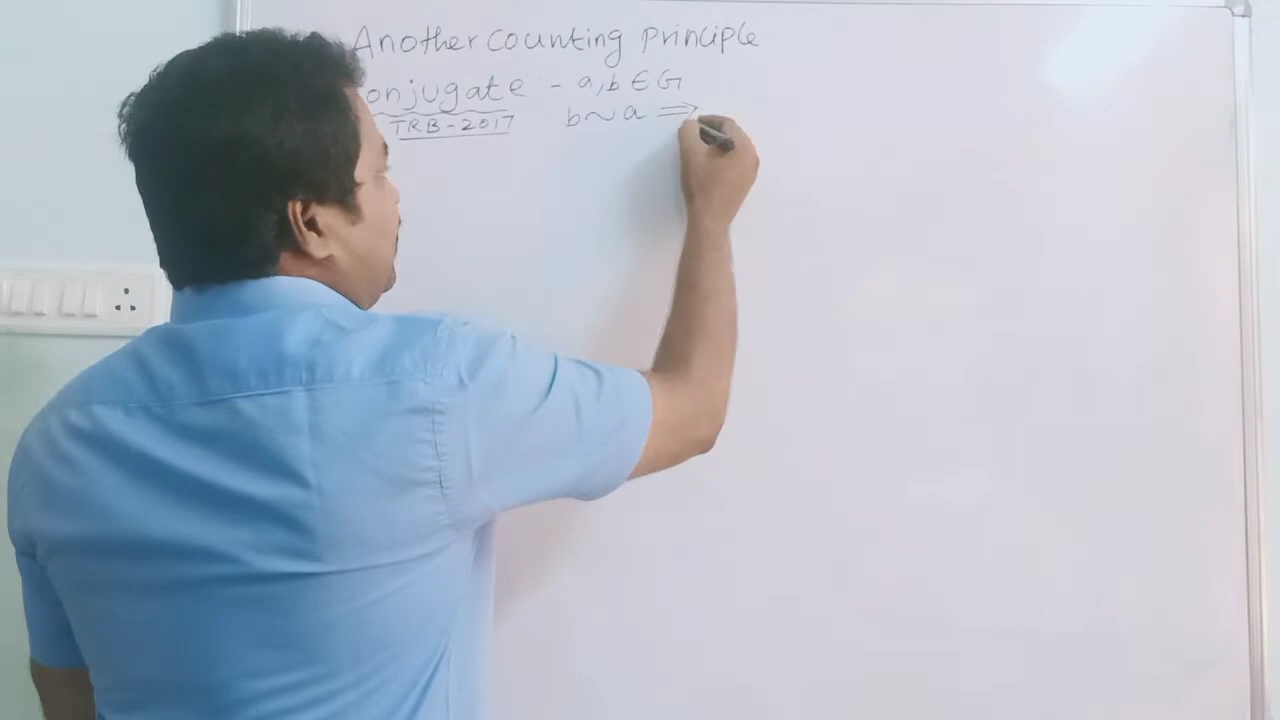 Another counting principle
onjugate - a,b ∈ G
TRB-2017 b ~ a ⇒